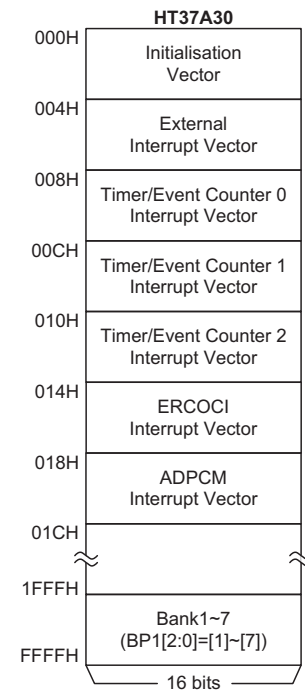 HT37A30
000H
Initialisation
Vector
004H
External
Interrupt Vector
008H
Timer/Event Counter 0
Interrupt Vector
00CH
Timer/Event Counter 1
Interrupt Vector
010H
Timer/Event Counter 2
Interrupt Vector
014H
ERCOCI
Interrupt Vector
018H
ADPCM
Interrupt Vector
01CH
1FFFH
Bank1~7
(BP1[2:0]=[1]~[7])
FFFFH
16 bits